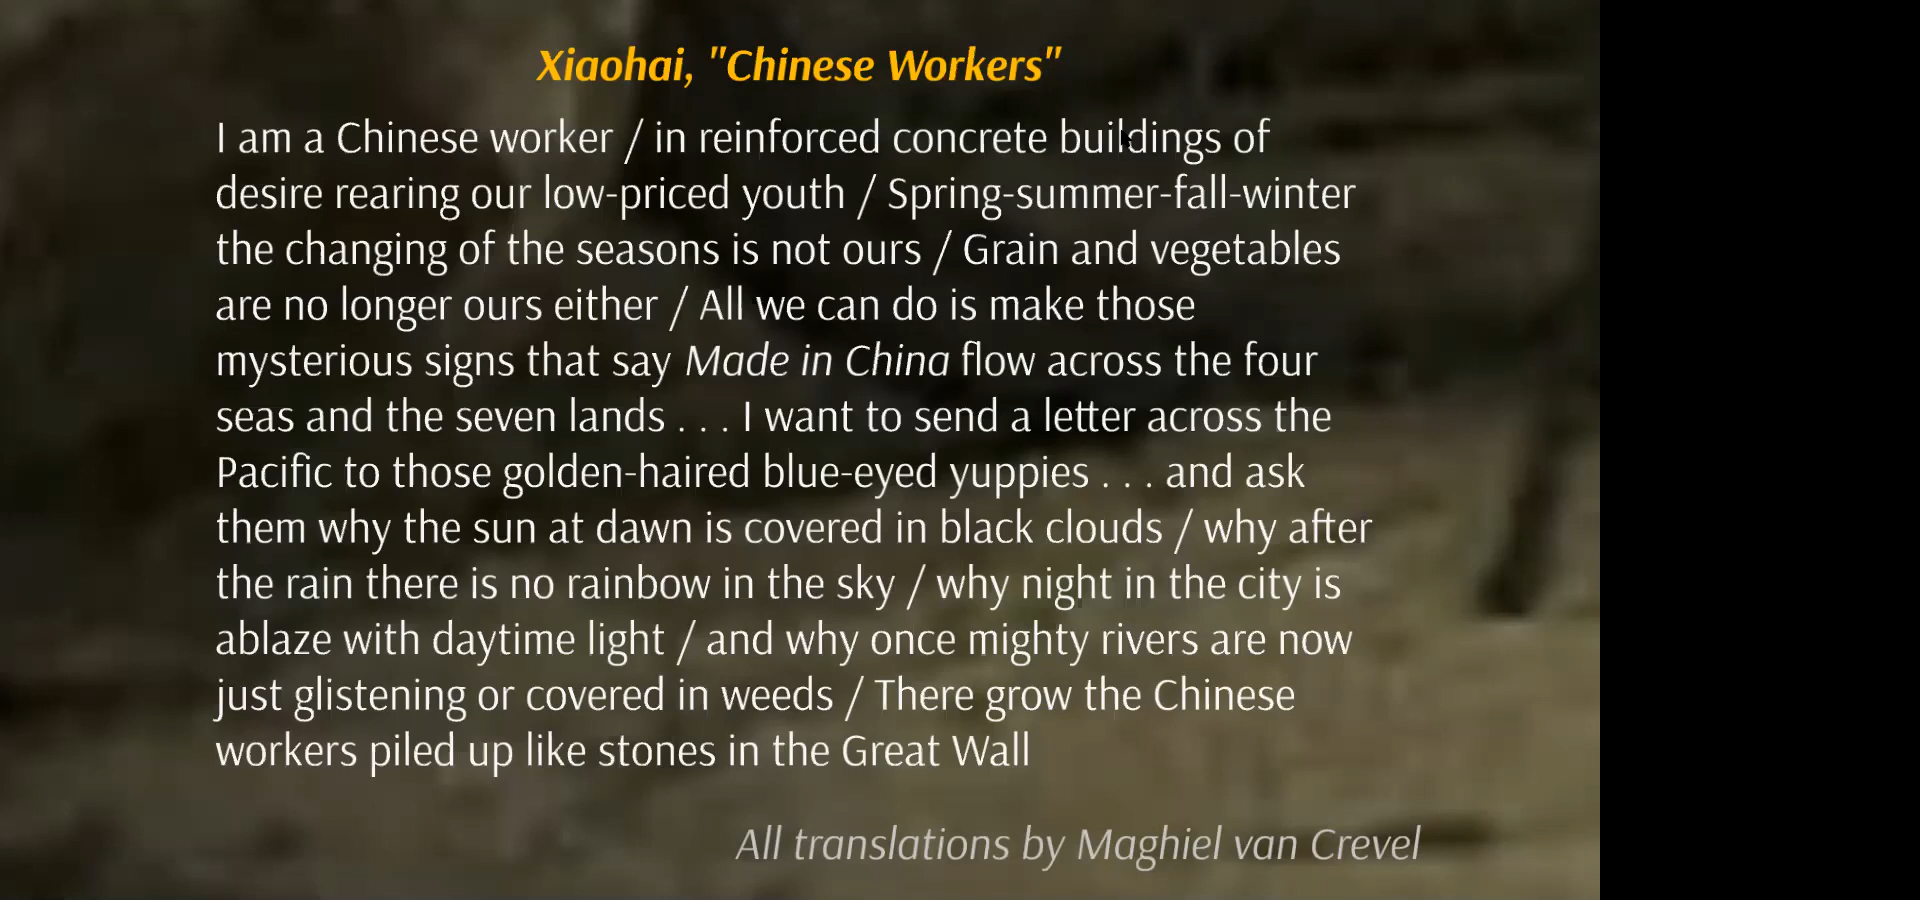 Xiaohai, "Chinese Workers"
I am a Chinese worker / in reinforced concrete buildings of
desire rearing our low-priced youth / Spring-summer-fall-winter
the changing of the seasons is not ours / Grain and vegetables
are no longer ours either / All we can do is make those
mysterious signs that say Made in China flow across the four
seas and the seven lands . . . I want to send a letter across the
Pacific to those golden-haired blue-eyed yuppies . . . and ask
them why the sun at dawn is covered in black clouds / why after
the rain there is no rainbow in the sky / why night in the city is
ablaze with daytime light / and why once mighty rivers are now
just glistening or covered in weeds / There grow the Chinese
workers piled up like stones in the Great Wall
All translations by Maghiel van Crevel